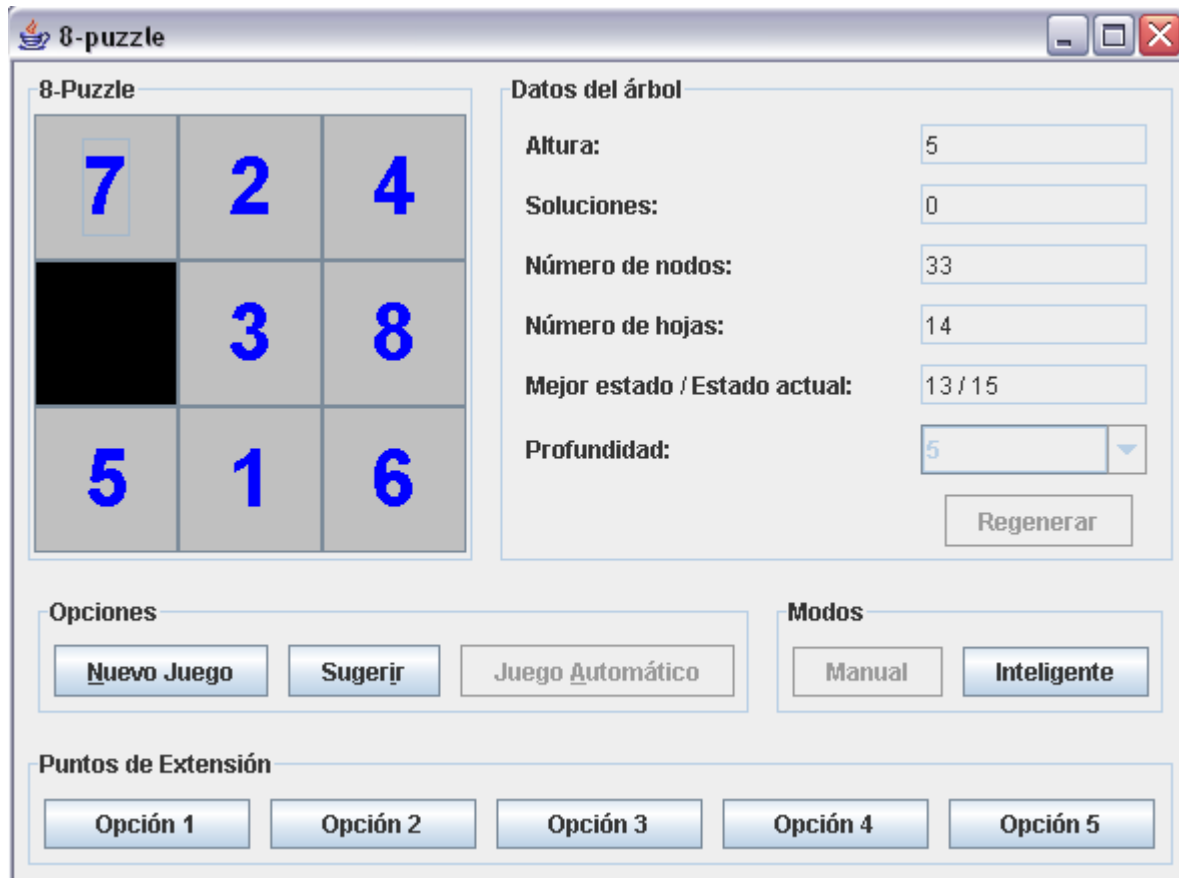 8-puzzle
8-Puzzle
7 2 4
3 8
5 1 6
Datos del árbol
Altura: 5
Soluciones: 0
Número de nodos: 33
Número de hojas: 14
Mejor estado / Estado actual: 13 / 15
Profundidad: 5
Regenerar
Opciones
Nuevo Juego Sugerir Juego Automático
Modos
Manual Inteligente
Puntos de Extensión
Opción 1 Opción 2 Opción 3 Opción 4 Opción 5